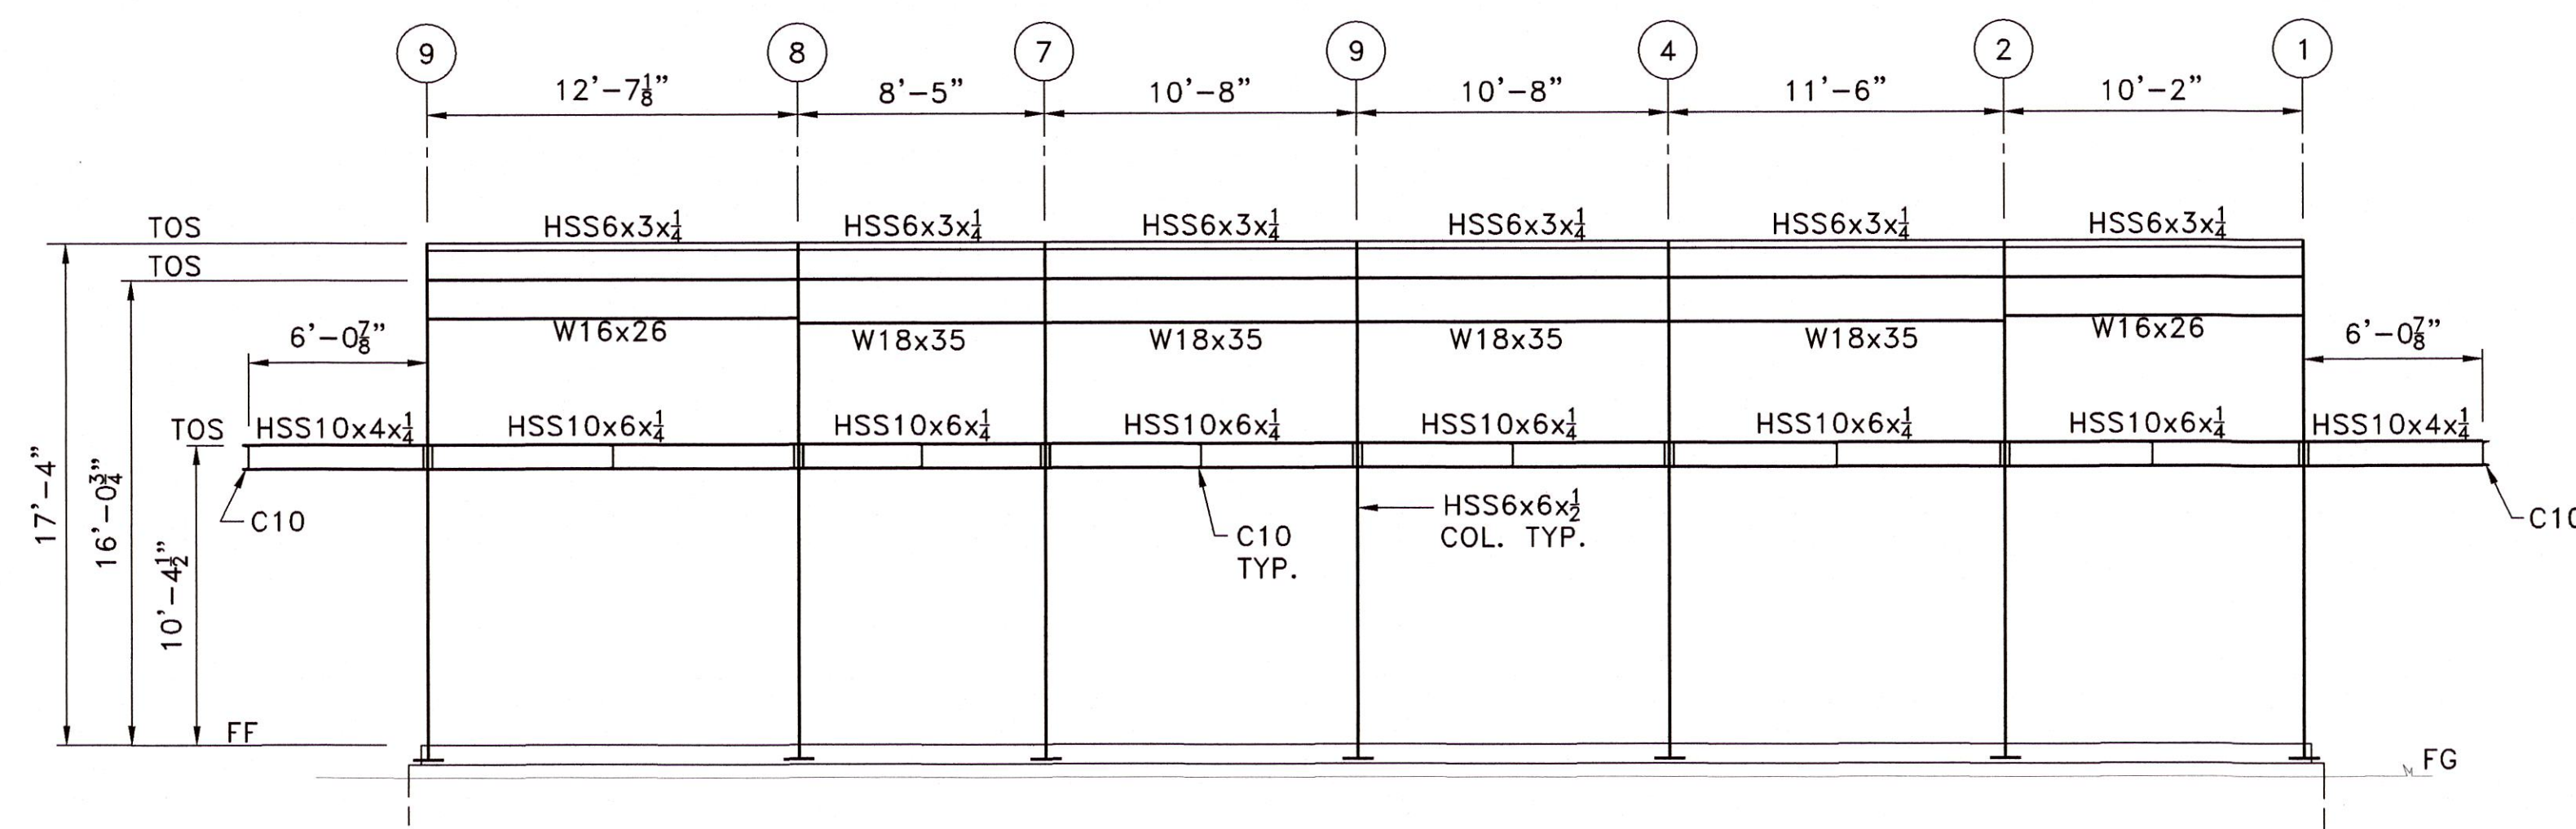 9 8 7 9 4 2 1
12'-7⅛" 8'-5" 10'-8" 10'-8" 11'-6" 10'-2"
TOS HSS6x3x¼ HSS6x3x¼ HSS6x3x¼ HSS6x3x¼ HSS6x3x¼ HSS6x3x¼
TOS
6'-0⅞" W16x26 W18x35 W18x35 W18x35 W18x35 W16x26 6'-0⅞"
TOS HSS10x4x¼ HSS10x6x¼ HSS10x6x¼ HSS10x6x¼ HSS10x6x¼ HSS10x6x¼ HSS10x6x¼ HSS10x4x¼
17'-4"
16'-0¾"
10'-4½"
C10
C10
TYP.
HSS6x6x½
COL. TYP.
C10
FF
FG